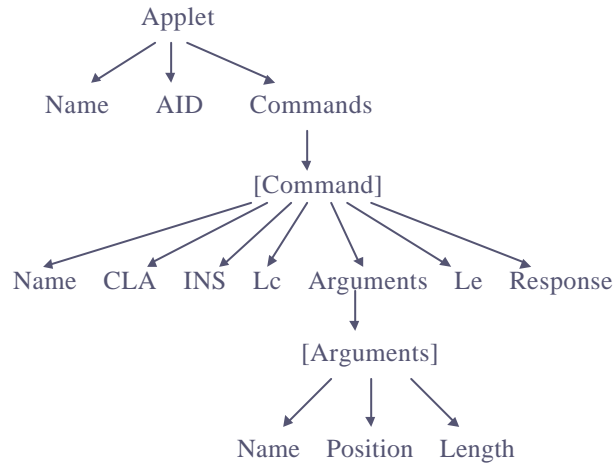 Applet
Name AID Commands
[Command]
Name CLA INS Lc Arguments Le Response
[Arguments]
Name Position Length